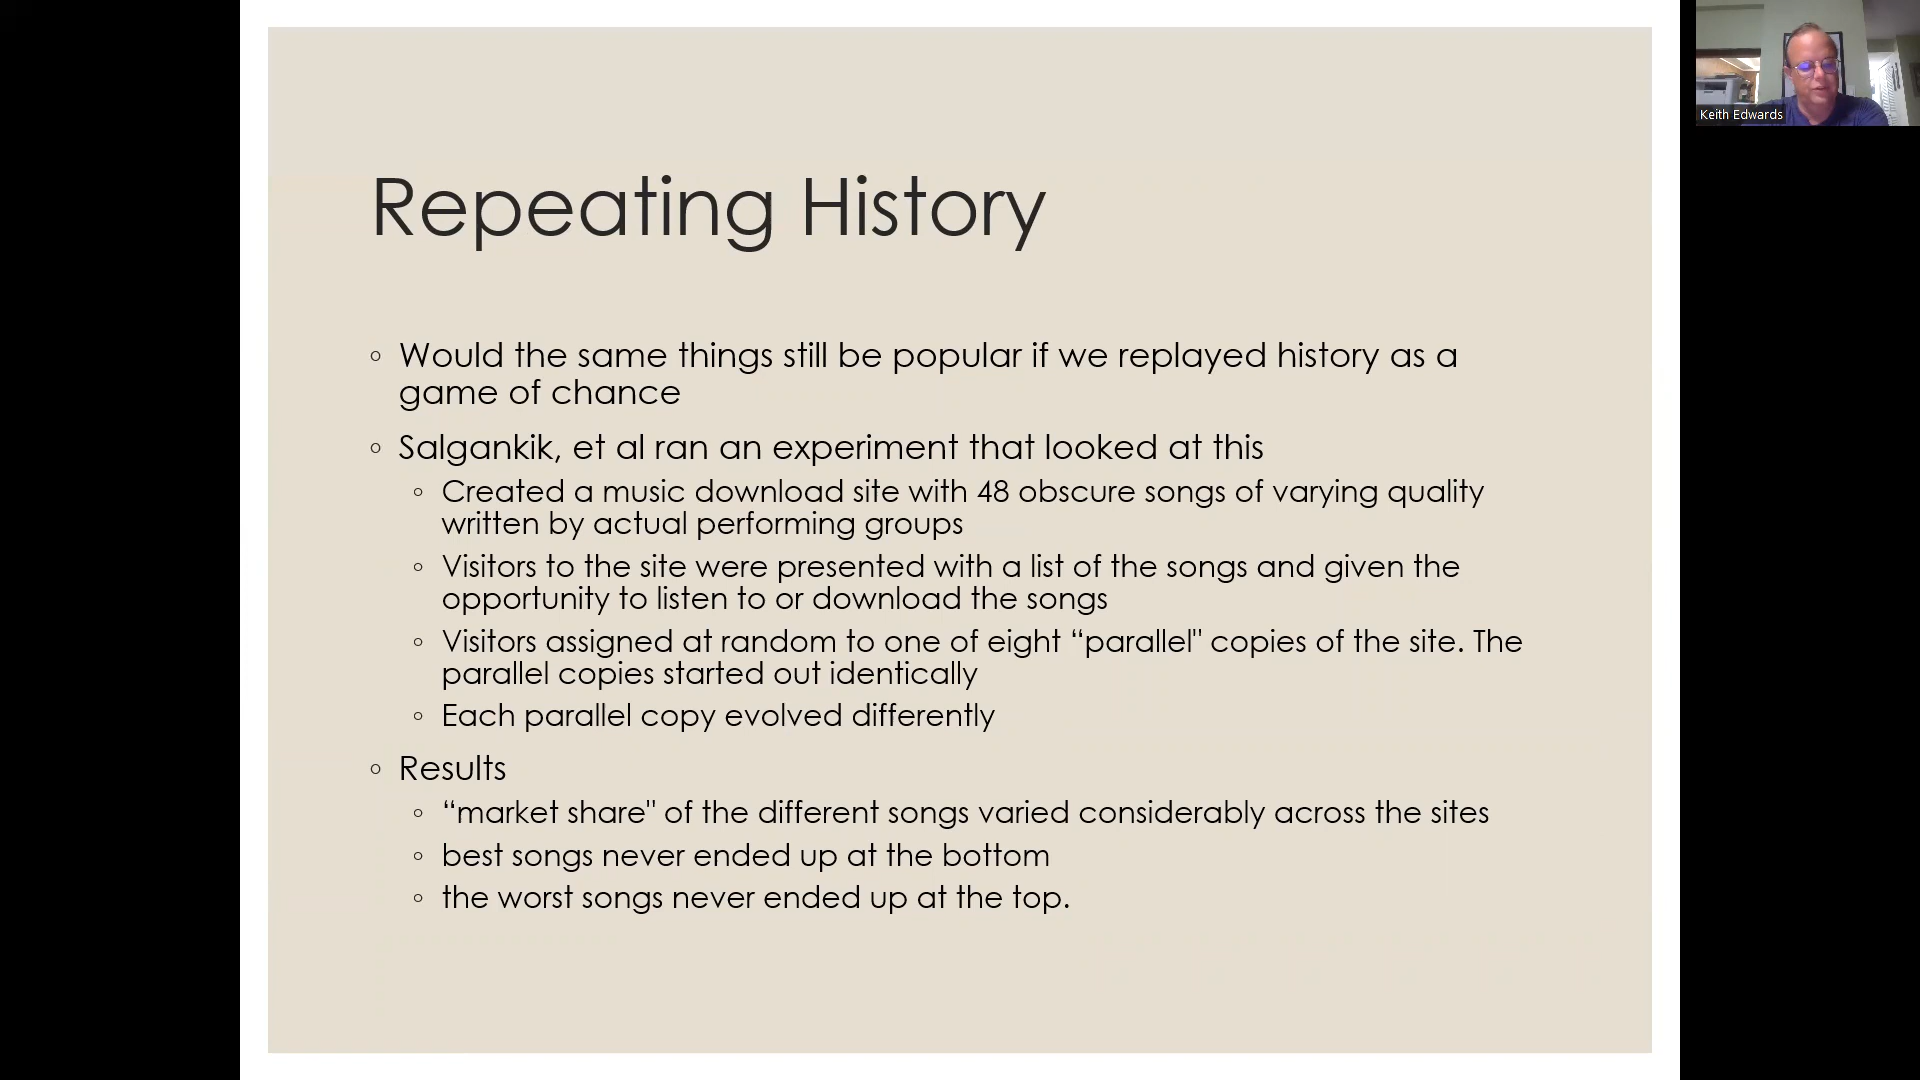 Repeating History
◦ Would the same things still be popular if we replayed history as a
game of chance
◦ Salgankik, et al ran an experiment that looked at this
◦ Created a music download site with 48 obscure songs of varying quality
written by actual performing groups
◦ Visitors to the site were presented with a list of the songs and given the
opportunity to listen to or download the songs
◦ Visitors assigned at random to one of eight “parallel" copies of the site. The
parallel copies started out identically
◦ Each parallel copy evolved differently
◦ Results
◦ “market share" of the different songs varied considerably across the sites
◦ best songs never ended up at the bottom
◦ the worst songs never ended up at the top.
Keith Edwards